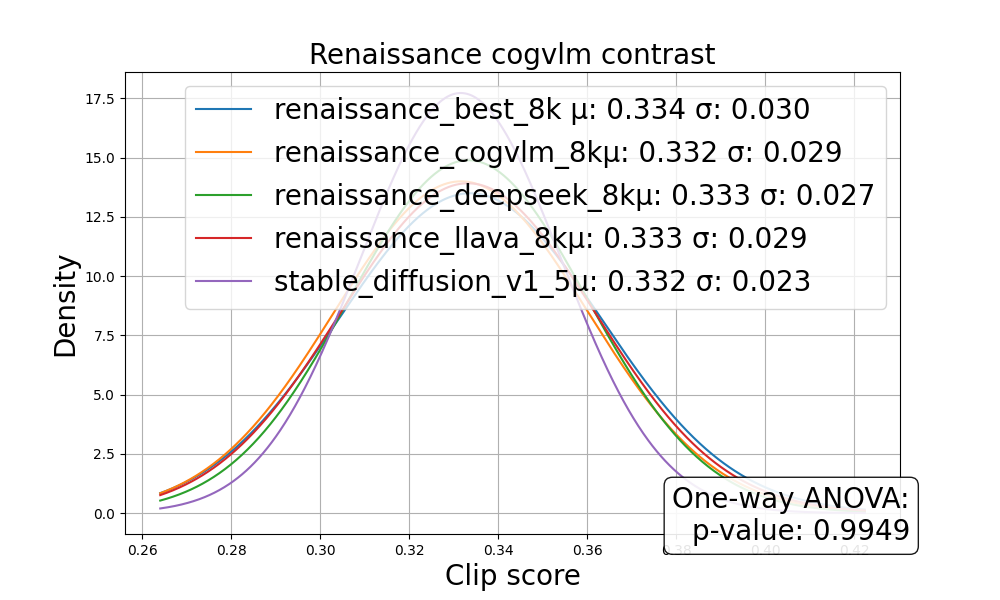 Renaissance cogvlm contrast
17.5
15.0
12.5
10.0
7.5
5.0
2.5
0.0
Density
renaissance_best_8k μ: 0.334 σ: 0.030
renaissance_cogvlm_8kμ: 0.332 σ: 0.029
renaissance_deepseek_8kμ: 0.333 σ: 0.027
renaissance_llava_8kμ: 0.333 σ: 0.029
stable_diffusion_v1_5μ: 0.332 σ: 0.023
One-way ANOVA:
p-value: 0.9949
0.26 0.28 0.30 0.32 0.34 0.36 0.38 0.40 0.42
Clip score